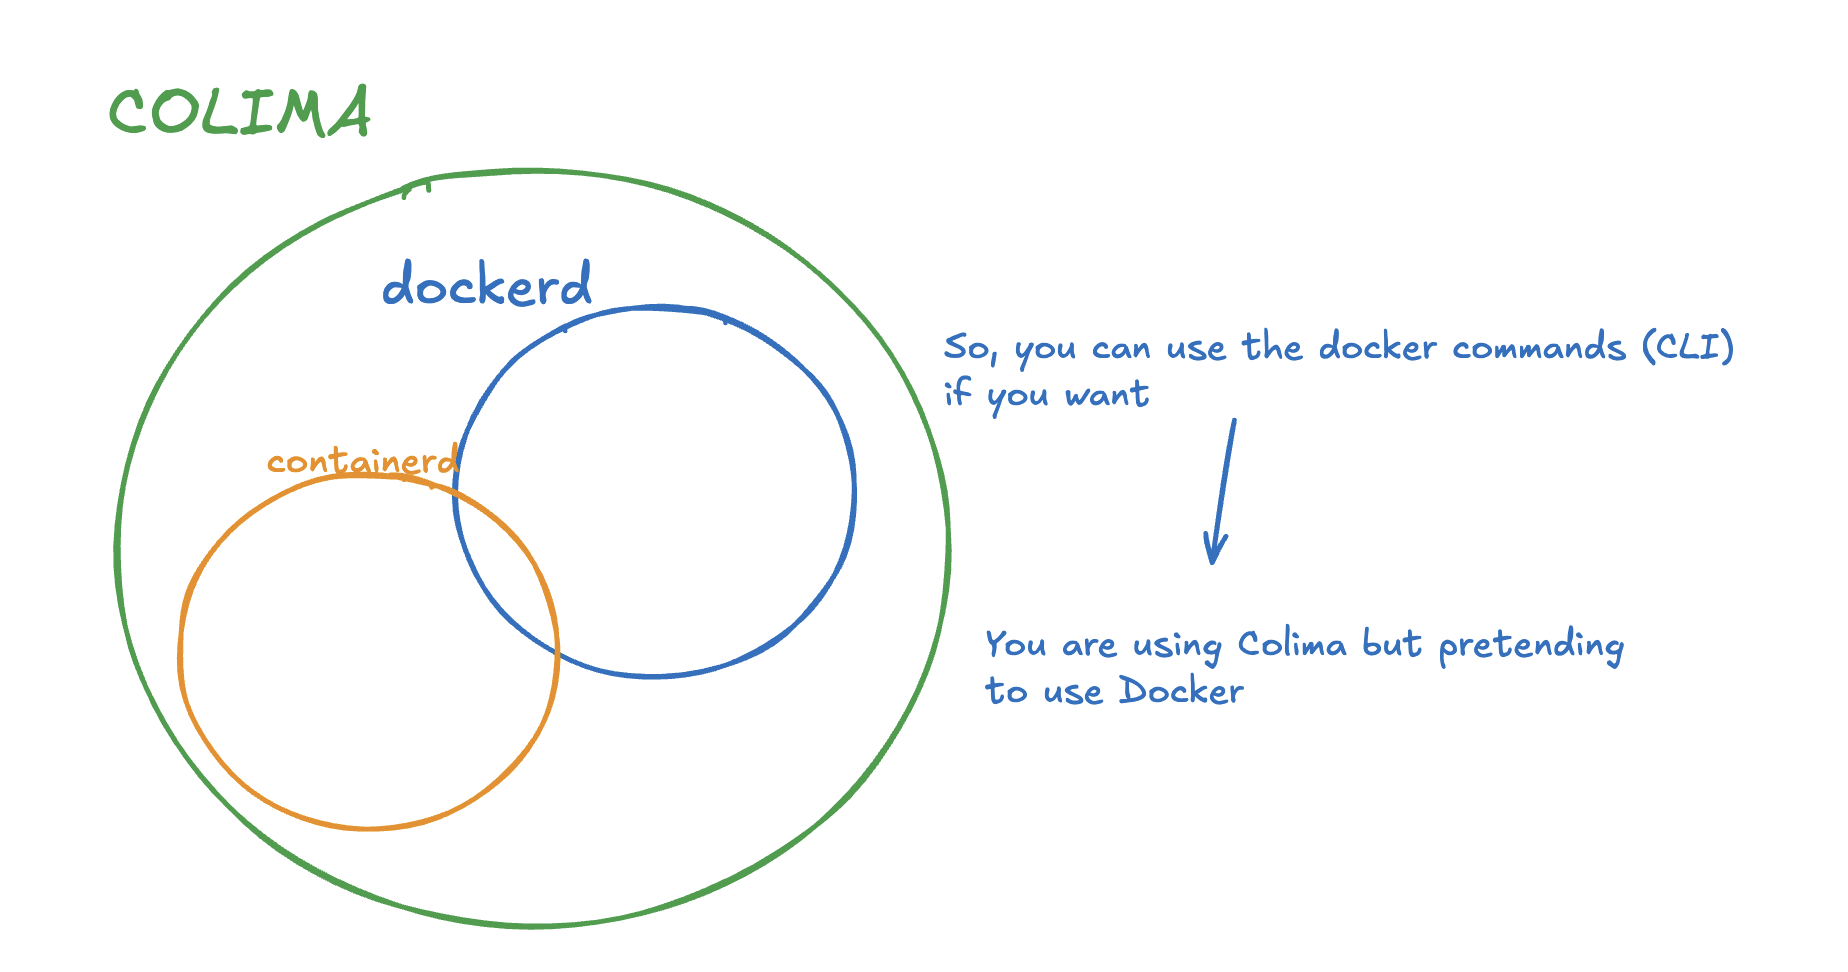 COLIMA
dockerd
So, you can use the docker commands (CLI)
if you want
containerd
You are using Colima but pretending
to use Docker